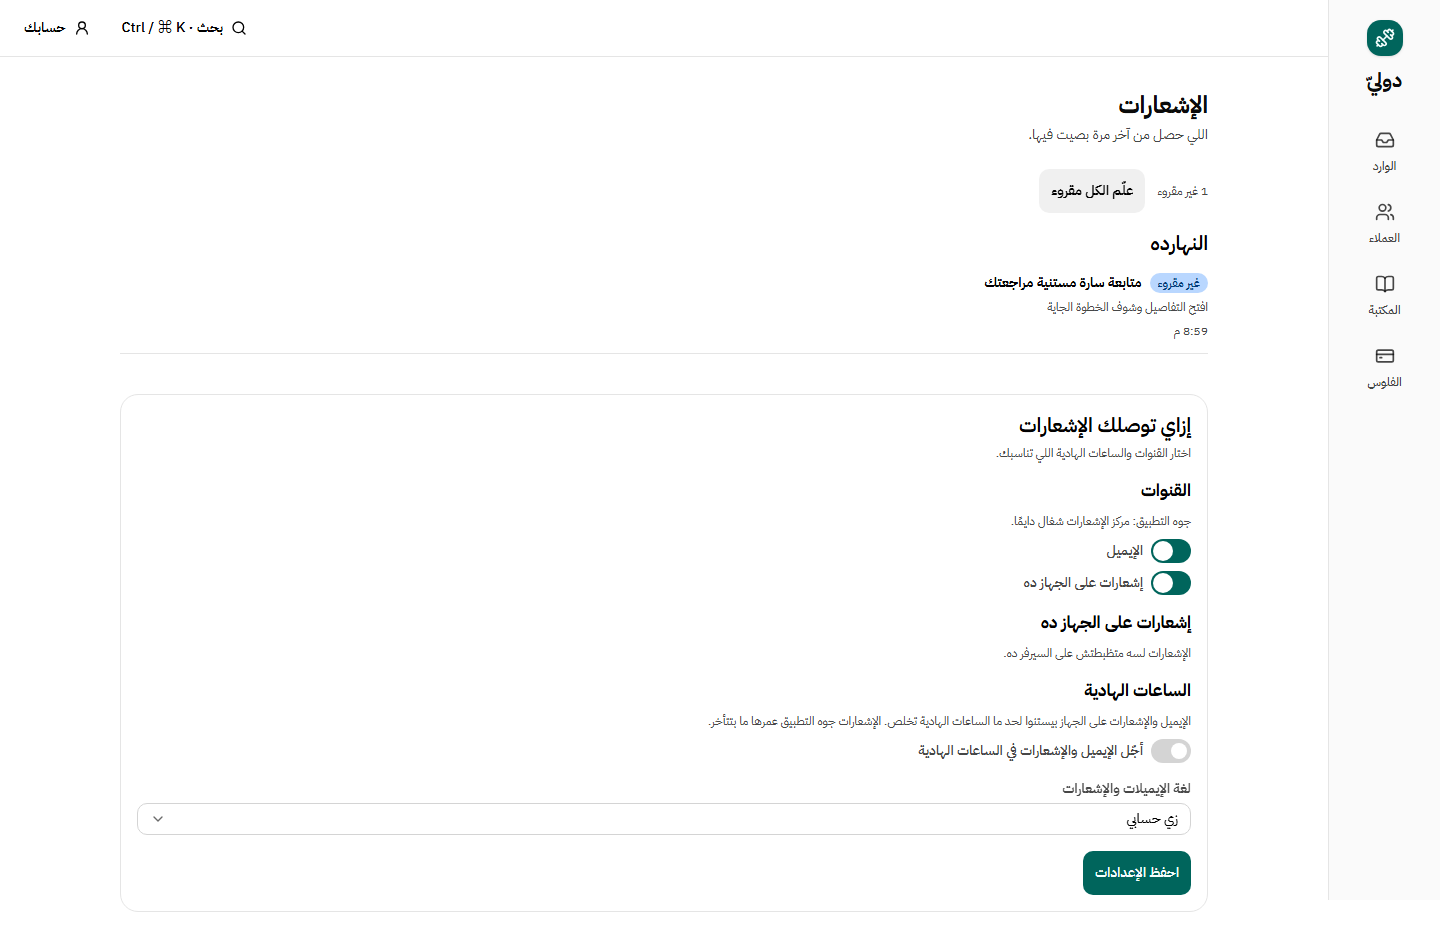 دوليّ
الوارد
العملاء
المكتبة
الفلوس
بحث · Ctrl / ⌘ K
حسابك
الإشعارات
اللي حصل من آخر مرة بصيت فيها.
1 غير مقروء
علّم الكل مقروء
النهارده
غير مقروء متابعة سارة مستنية مراجعتك
افتح التفاصيل وشوف الخطوة الجاية
8:59 م
إزاي توصلك الإشعارات
اختار القنوات والساعات الهادية اللي تناسبك.
القنوات
جوه التطبيق: مركز الإشعارات شغال دايمًا.
الإيميل
إشعارات على الجهاز ده
إشعارات على الجهاز ده
الإشعارات لسه متظبطتش على السيرفر ده.
الساعات الهادية
الإيميل والإشعارات على الجهاز بيستنوا لحد ما الساعات الهادية تخلص. الإشعارات جوه التطبيق عمرها ما بتتأخر.
أجّل الإيميل والإشعارات في الساعات الهادية
لغة الإيميلات والإشعارات
زي حسابي
احفظ الإعدادات